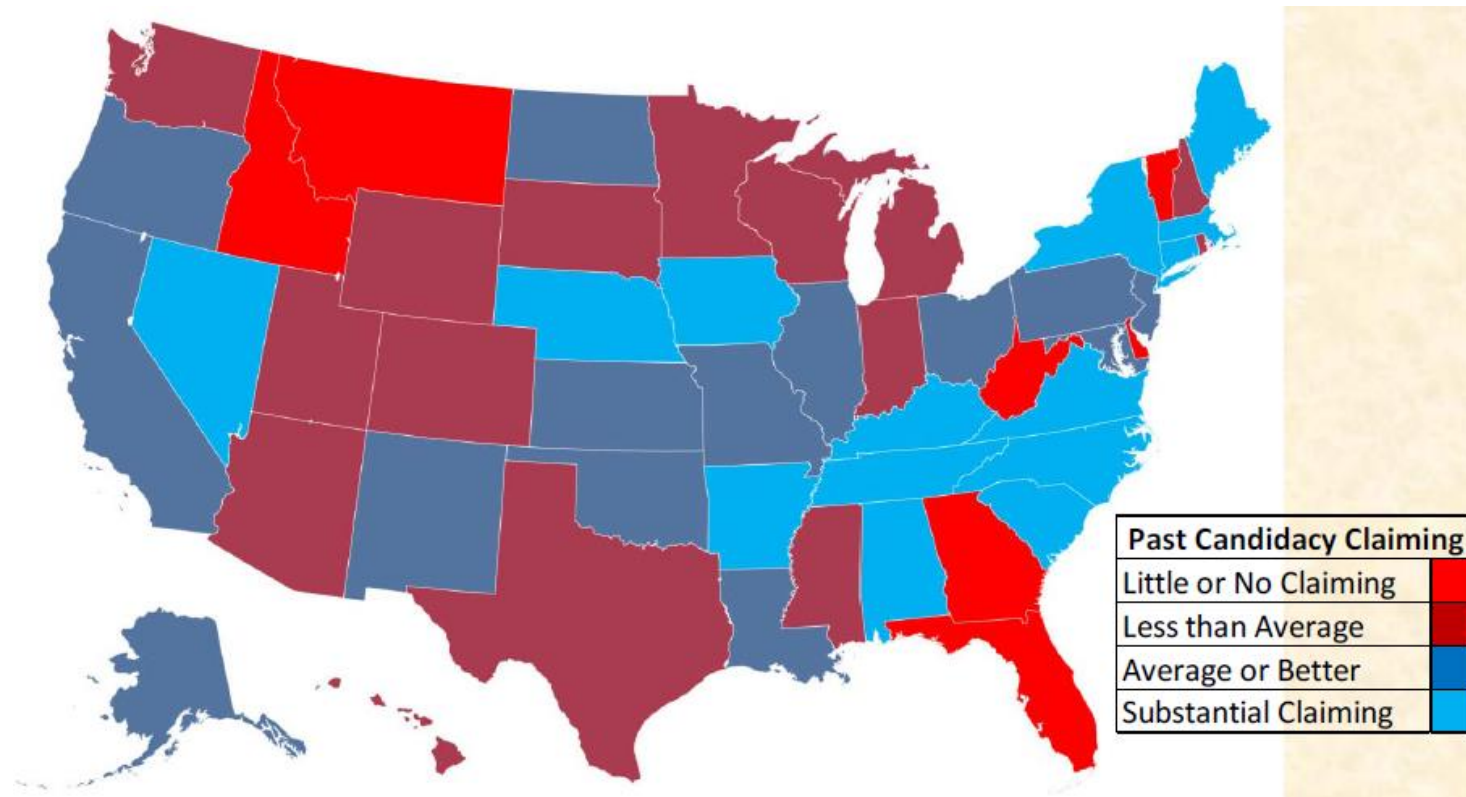 Past Candidacy Claiming
Little or No Claiming
Less than Average
Average or Better
Substantial Claiming